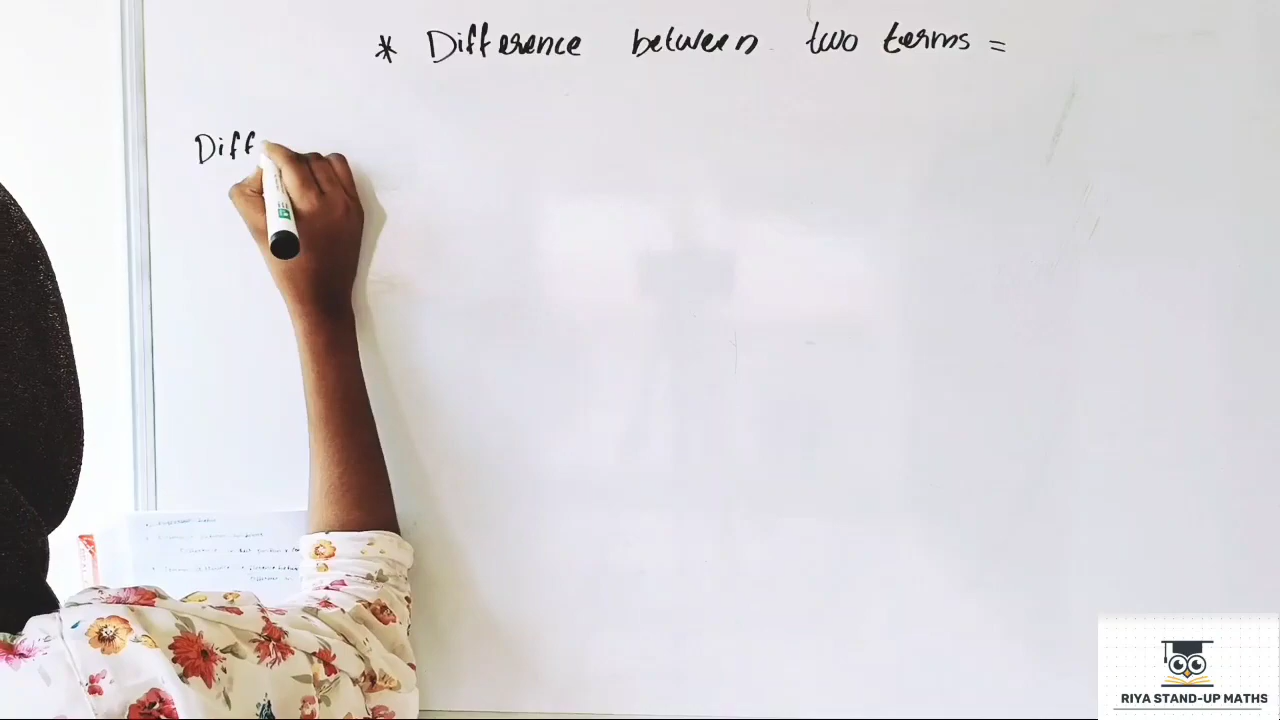 * Difference between two terms =
Diff
RIYA STAND-UP MATHS